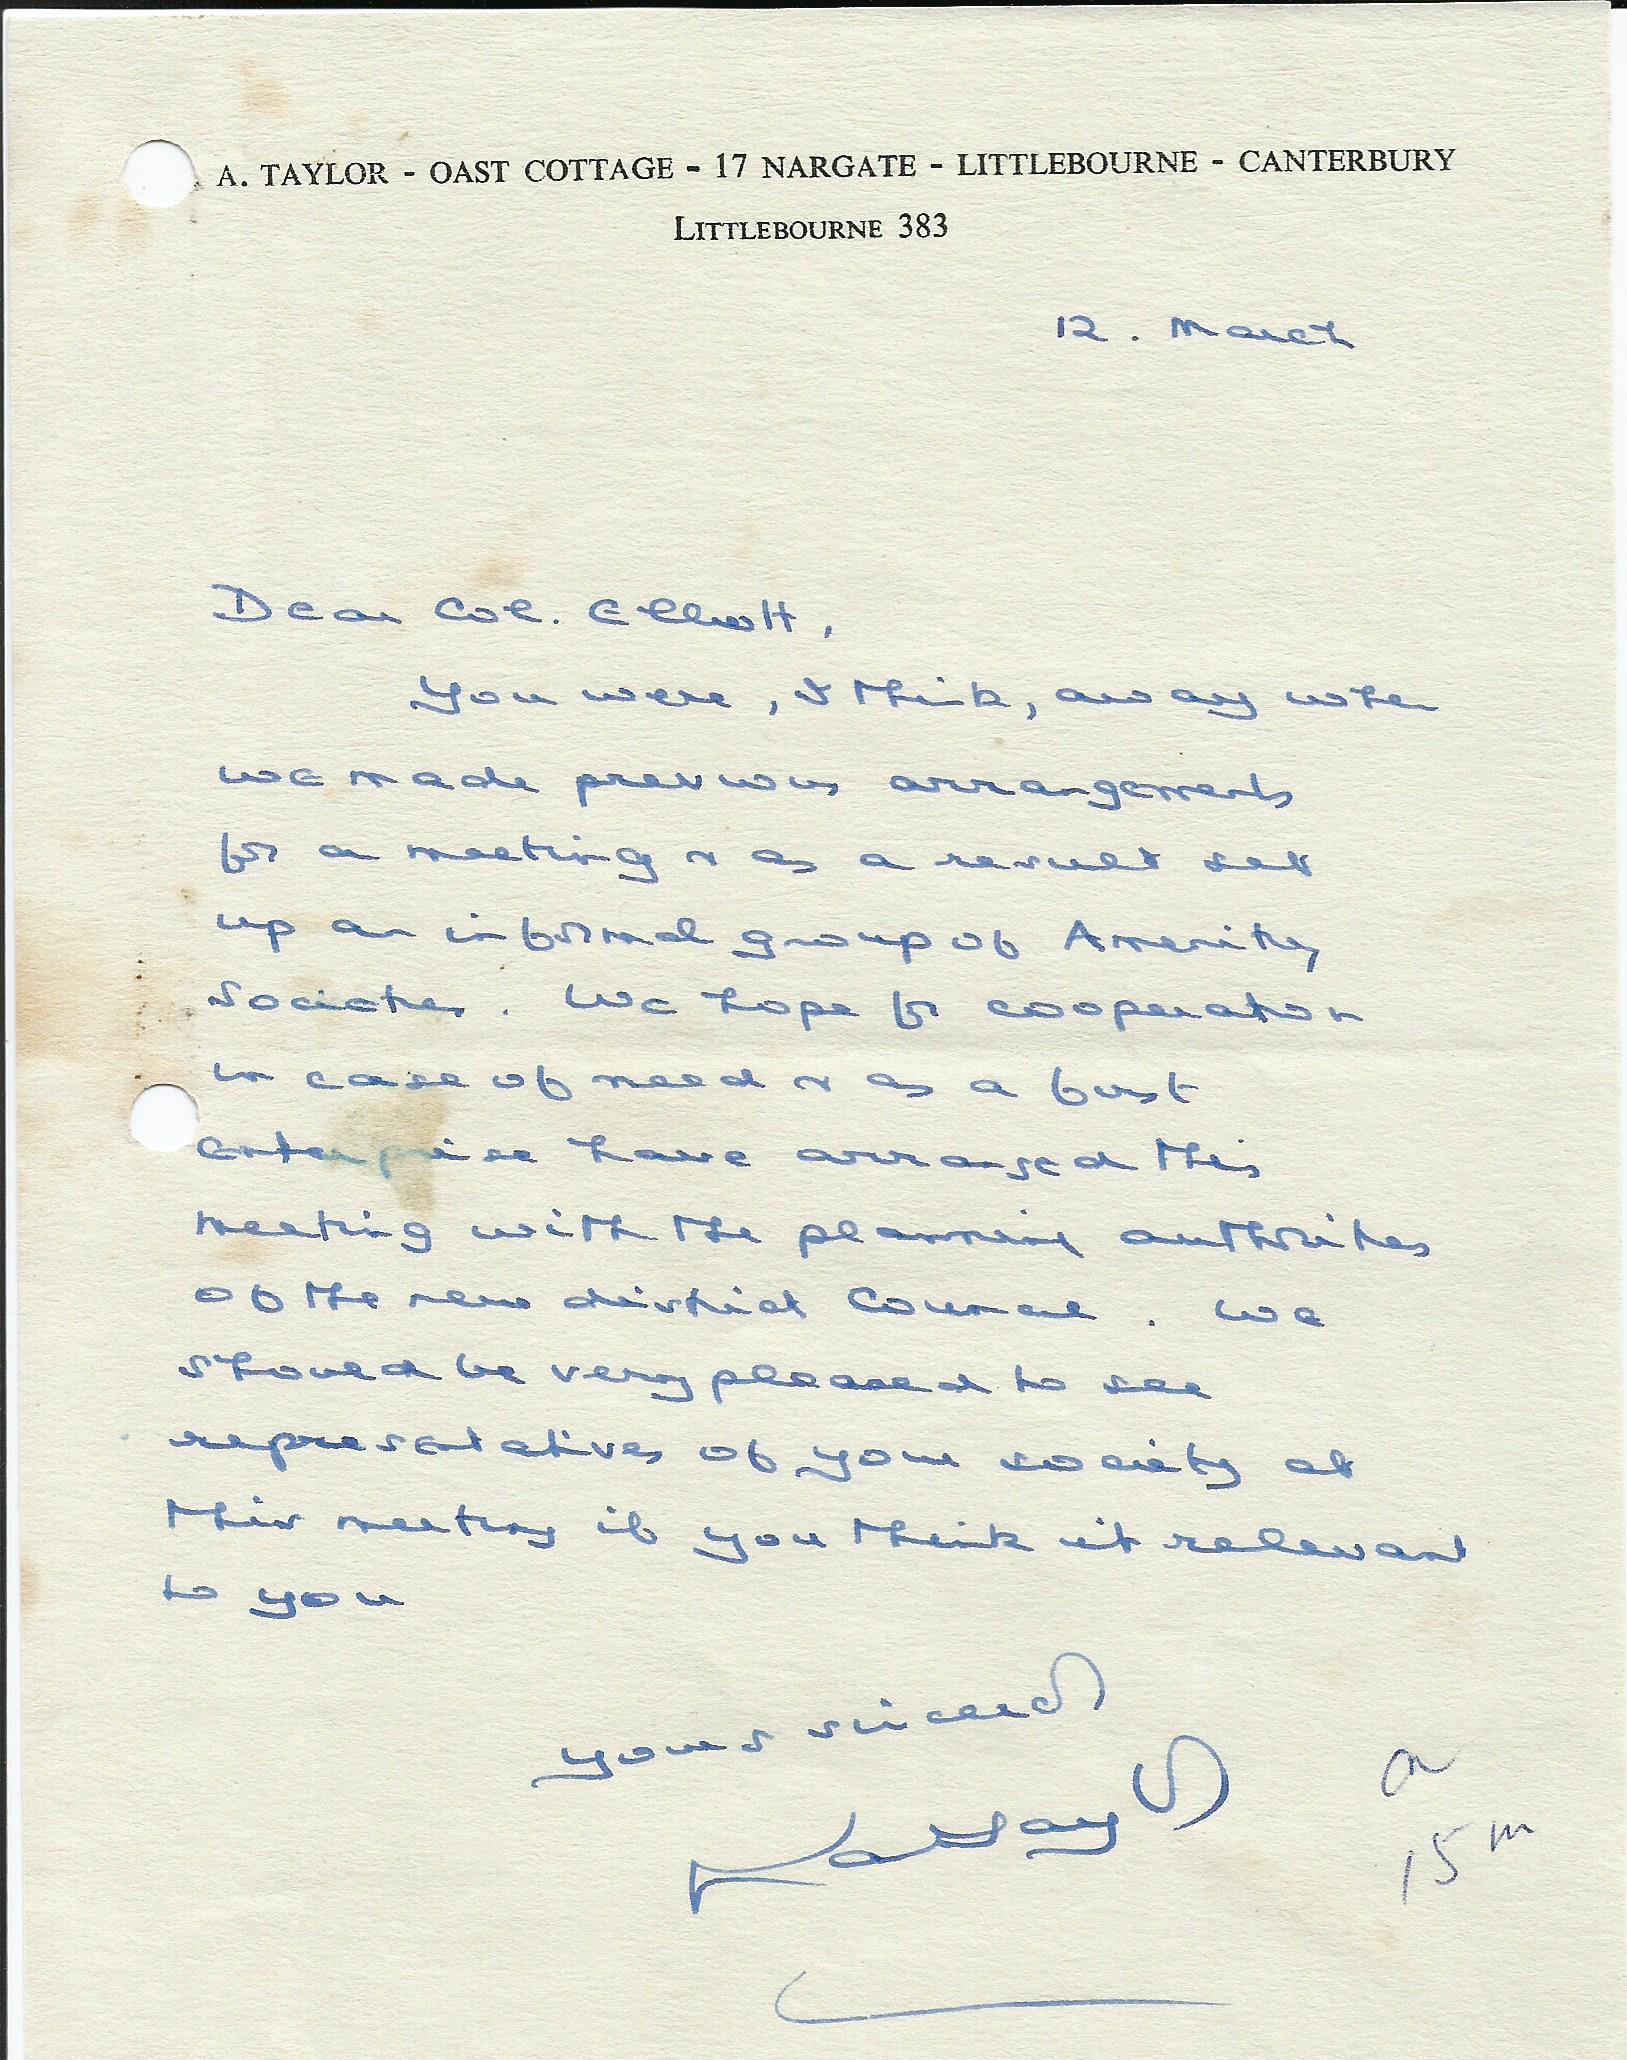 A. TAYLOR - OAST COTTAGE - 17 NARGATE - LITTLEBOURNE - CANTERBURY
LITTLEBOURNE 383
12. March
Dear Col. Elliott,
You were, I think, away when
we made previous arrangements
for a meeting & as a result set
up an informal group of Amenity
Societies. We hope for cooperation
in case of need & as a first
enterprise have arranged this
meeting with the planning authorities
of the new district Council. We
should be very pleased to see
representatives of your society at
this meeting if you think it relevant
to you
yours sincerely
15 m